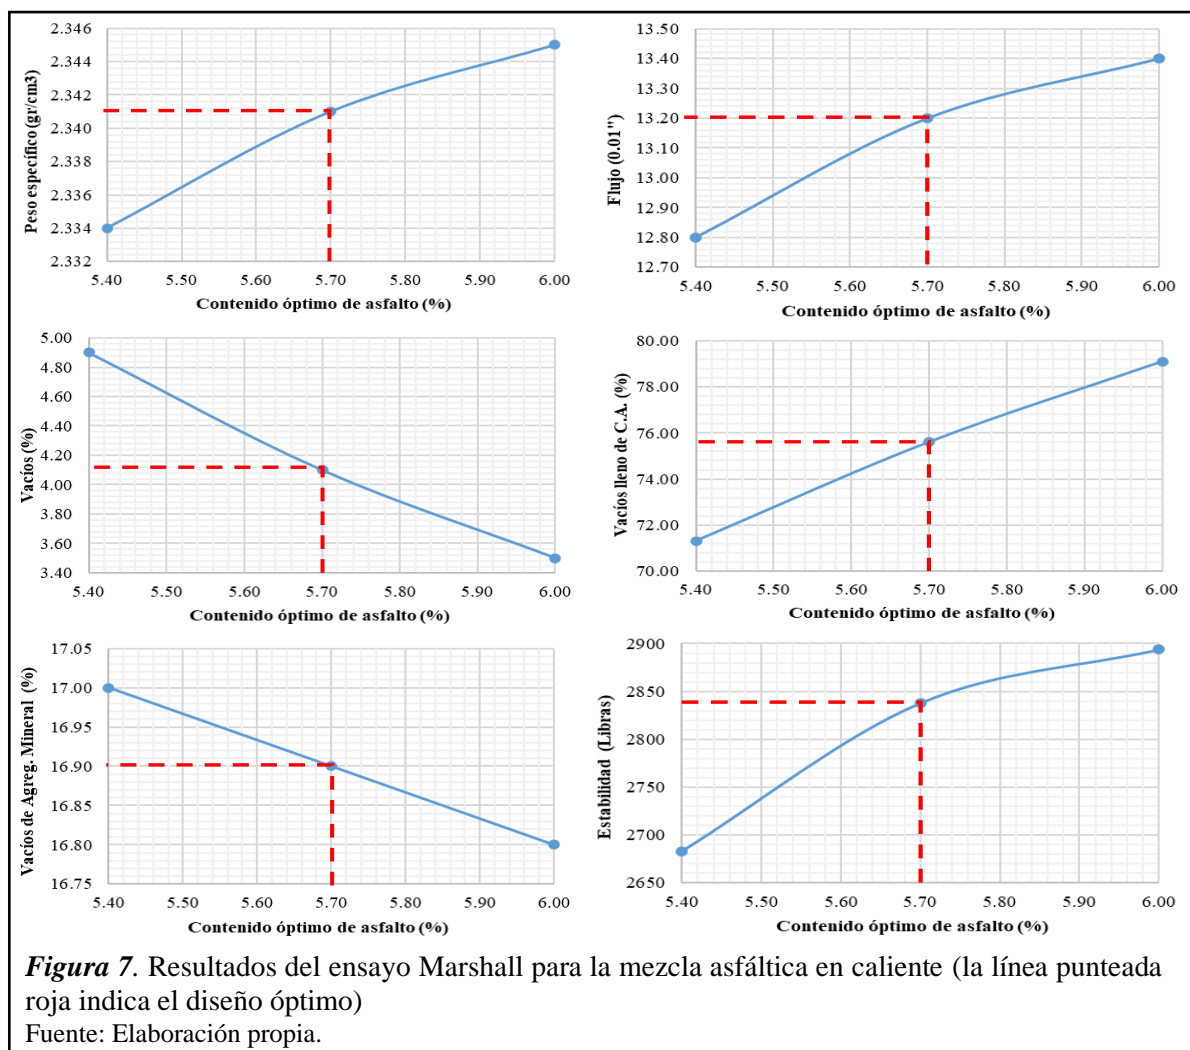 2.346
2.344
2.342
2.340
2.338
2.336
2.334
2.332
Peso específico (gr/cm3)
5.40 5.50 5.60 5.70 5.80 5.90 6.00
Contenido óptimo de asfalto (%)
13.50
13.40
13.30
13.20
13.10
13.00
12.90
12.80
12.70
Flujo (0.01")
5.40 5.50 5.60 5.70 5.80 5.90 6.00
Contenido óptimo de asfalto (%)
5.00
4.80
4.60
4.40
4.20
4.00
3.80
3.60
3.40
Vacíos (%)
5.40 5.50 5.60 5.70 5.80 5.90 6.00
Contenido óptimo de asfalto (%)
80.00
78.00
76.00
74.00
72.00
70.00
Vacíos lleno de C.A. (%)
5.40 5.50 5.60 5.70 5.80 5.90 6.00
Contenido óptimo de asfalto (%)
17.05
17.00
16.95
16.90
16.85
16.80
16.75
Vacíos de Agreg. Mineral (%)
5.40 5.50 5.60 5.70 5.80 5.90 6.00
Contenido óptimo de asfalto (%)
2900
2850
2800
2750
2700
2650
Estabilidad (Libras)
5.40 5.50 5.60 5.70 5.80 5.90 6.00
Contenido óptimo de asfalto (%)
Figura 7. Resultados del ensayo Marshall para la mezcla asfáltica en caliente (la línea punteada
roja indica el diseño óptimo)
Fuente: Elaboración propia.